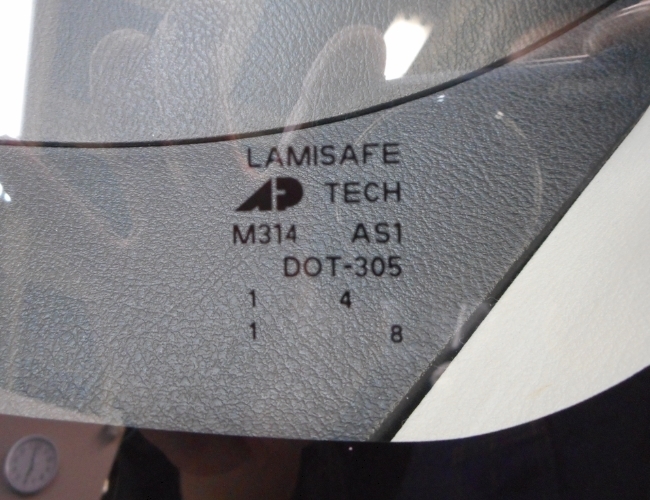 LAMISAFE
AP TECH
M314 AS1
DOT-305
1 4
1 8